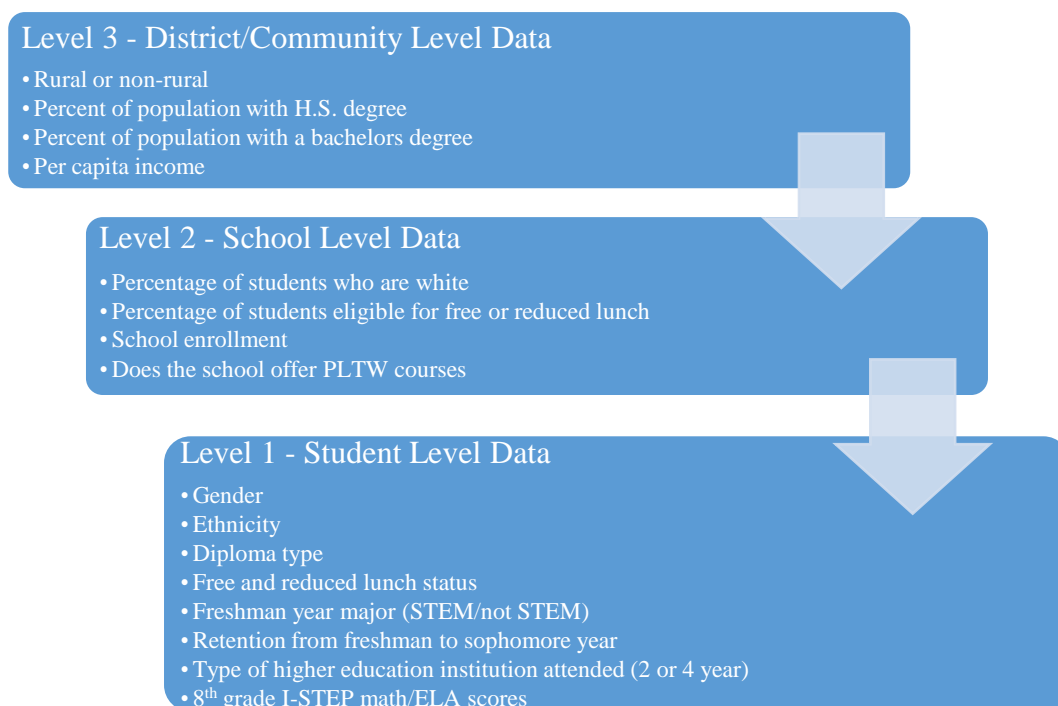 Level 3 - District/Community Level Data
• Rural or non-rural
• Percent of population with H.S. degree
• Percent of population with a bachelors degree
• Per capita income
Level 2 - School Level Data
• Percentage of students who are white
• Percentage of students eligible for free or reduced lunch
• School enrollment
• Does the school offer PLTW courses
Level 1 - Student Level Data
• Gender
• Ethnicity
• Diploma type
• Free and reduced lunch status
• Freshman year major (STEM/not STEM)
• Retention from freshman to sophomore year
• Type of higher education institution attended (2 or 4 year)
• 8th grade I-STEP math/ELA scores